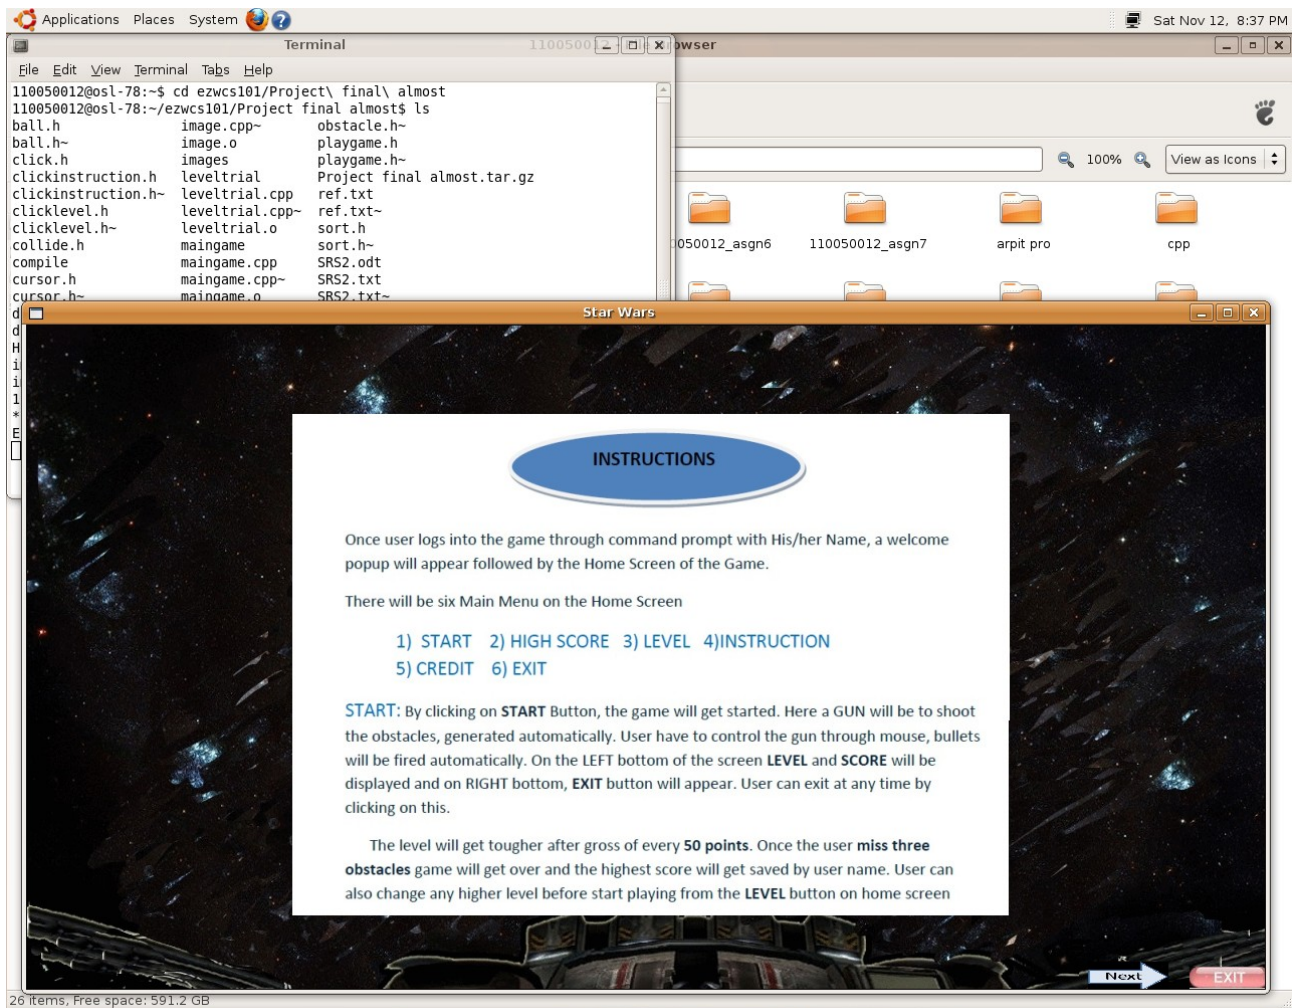 Applications Places System
Sat Nov 12, 8:37 PM
Terminal
110050012
Browser
File Edit View Terminal Tabs Help
110050012@osl-78:~$ cd ezwcs101/Project\ final\ almost
110050012@osl-78:~/ezwcs101/Project final almost$ ls
ball.h image.cpp~ obstacle.h~
ball.h~ image.o playgame.h
click.h images playgame.h~
clickinstruction.h leveltrial Project final almost.tar.gz
clickinstruction.h~ leveltrial.cpp ref.txt
clicklevel.h leveltrial.cpp~ ref.txt~
clicklevel.h~ leveltrial.o sort.h
collide.h maingame sort.h~
compile maingame.cpp SRS2.odt
cursor.h maingame.cpp~ SRS2.txt
cursor.h~ maingame.o SRS2.txt~
d
d
H
i
i
1
*
E
100% View as Icons
050012_asgn6 110050012_asgn7 arpit pro cpp
Star Wars
INSTRUCTIONS
Once user logs into the game through command prompt with His/her Name, a welcome
popup will appear followed by the Home Screen of the Game.
There will be six Main Menu on the Home Screen
1) START 2) HIGH SCORE 3) LEVEL 4)INSTRUCTION
5) CREDIT 6) EXIT
START: By clicking on START Button, the game will get started. Here a GUN will be to shoot
the obstacles, generated automatically. User have to control the gun through mouse, bullets
will be fired automatically. On the LEFT bottom of the screen LEVEL and SCORE will be
displayed and on RIGHT bottom, EXIT button will appear. User can exit at any time by
clicking on this.
The level will get tougher after gross of every 50 points. Once the user miss three
obstacles game will get over and the highest score will get saved by user name. User can
also change any higher level before start playing from the LEVEL button on home screen
Next EXIT
26 items, Free space: 591.2 GB